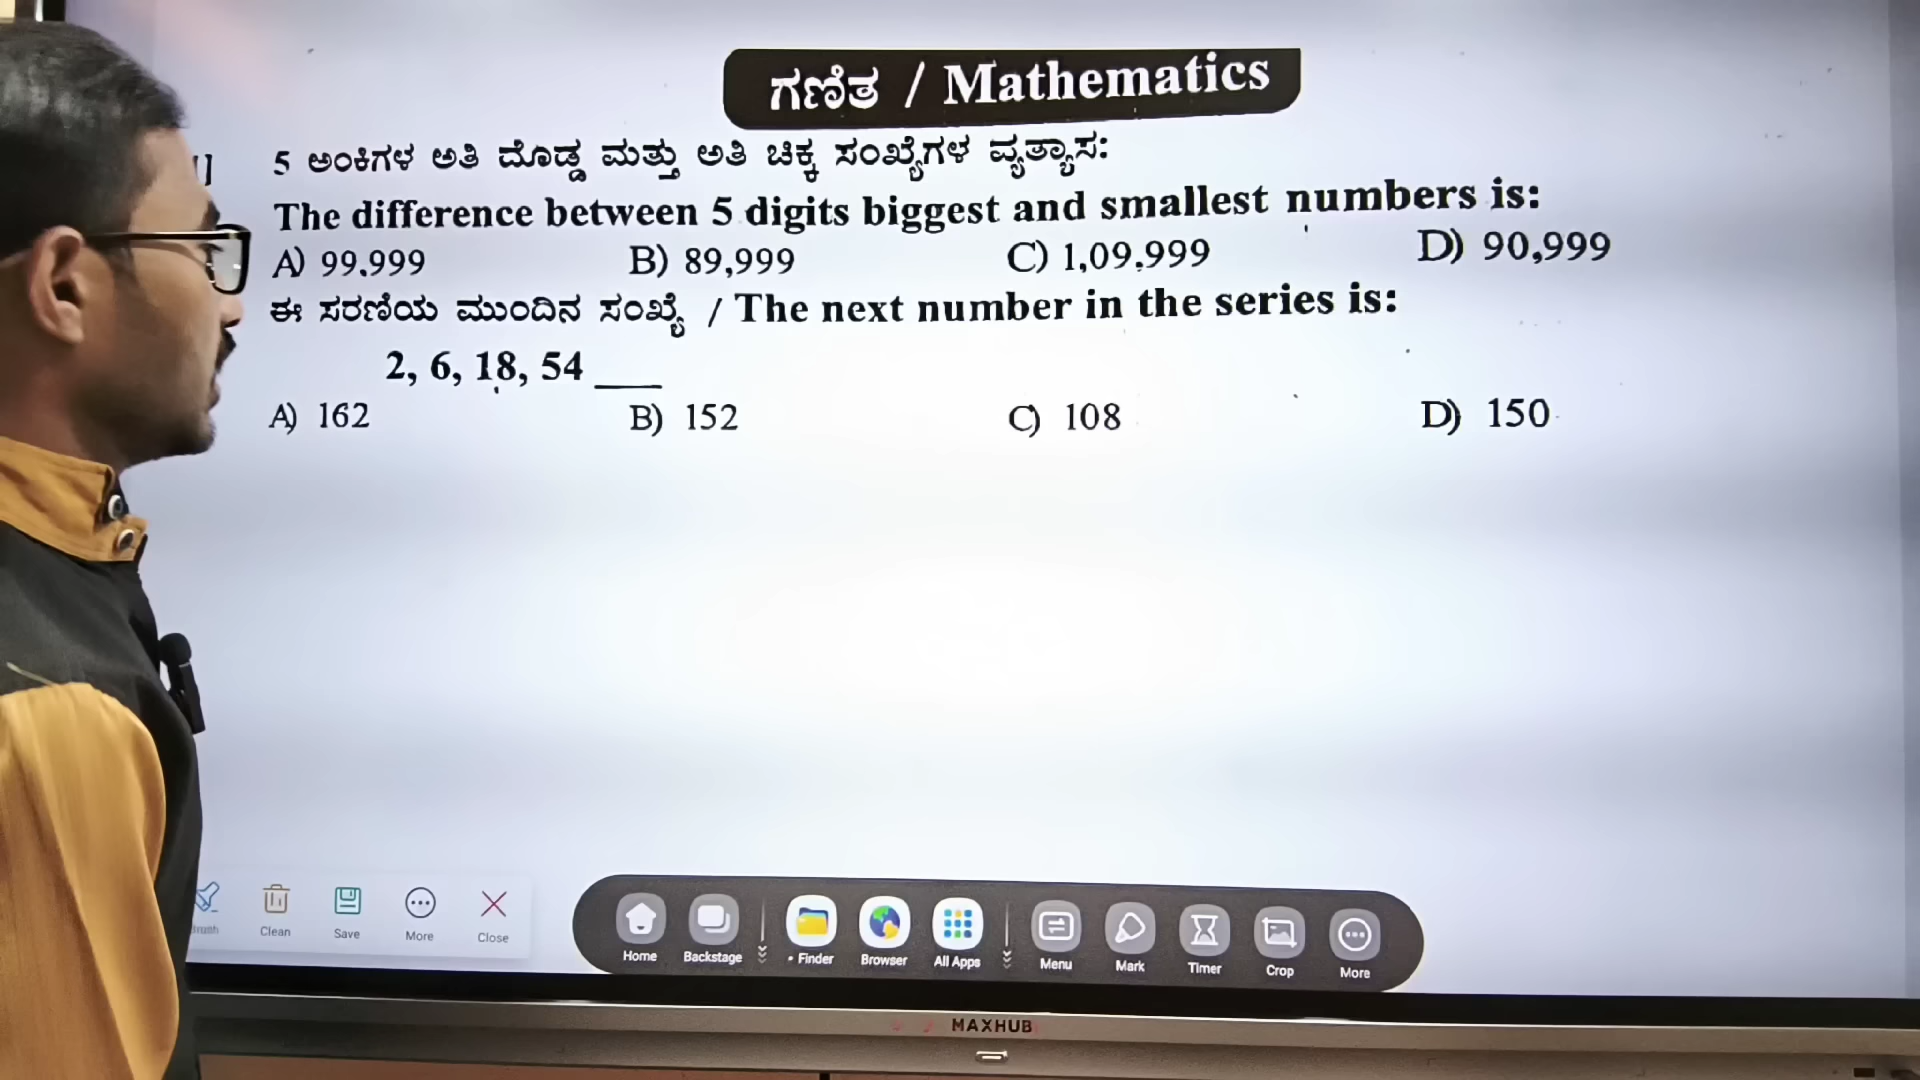 ಗಣಿತ / Mathematics
5 ಅಂಕಿಗಳ ಅತಿ ದೊಡ್ಡ ಮತ್ತು ಅತಿ ಚಿಕ್ಕ ಸಂಖ್ಯೆಗಳ ವ್ಯತ್ಯಾಸ:
The difference between 5 digits biggest and smallest numbers is:
A) 99,999 B) 89,999 C) 1,09,999 D) 90,999
ಈ ಸರಣಿಯ ಮುಂದಿನ ಸಂಖ್ಯೆ / The next number in the series is:
2, 6, 18, 54 ____
A) 162 B) 152 C) 108 D) 150
Clean Save More Close
Home Backstage Finder Browser All Apps Menu Mark Timer Crop More
MAXHUB